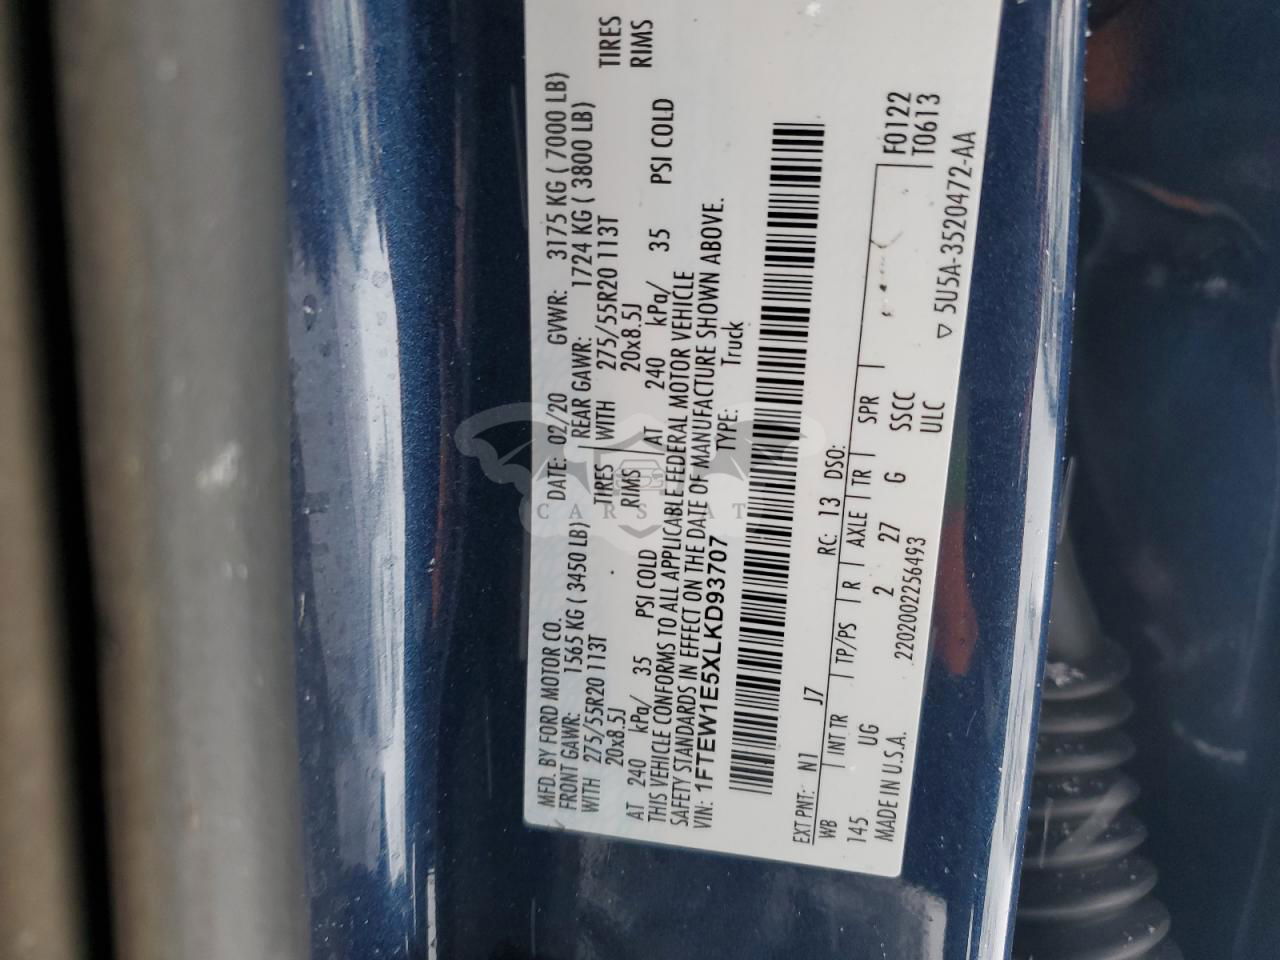 MFD. BY FORD MOTOR CO. DATE: 02/20 GVWR: 3175 KG ( 7000 LB)
FRONT GAWR: 1565 KG ( 3450 LB) REAR GAWR: 1724 KG ( 3800 LB)
WITH 275/55R20 113T TIRES WITH 275/55R20 113T TIRES
20x8.5J RIMS 20x8.5J RIMS
AT 240 kPa/ 35 PSI COLD AT 240 kPa/ 35 PSI COLD
THIS VEHICLE CONFORMS TO ALL APPLICABLE FEDERAL MOTOR VEHICLE
SAFETY STANDARDS IN EFFECT ON THE DATE OF MANUFACTURE SHOWN ABOVE.
VIN: 1FTEW1E5XLKD93707 TYPE: Truck
EXT PNT: N1 J7 RC: 13 DSO:
WB INT TR TP/PS R AXLE TR SPR F0122
145 UG 2 27 G SSCC T0613
ULC
MADE IN U.S.A. 2202002256493 5U5A-3520472-AA